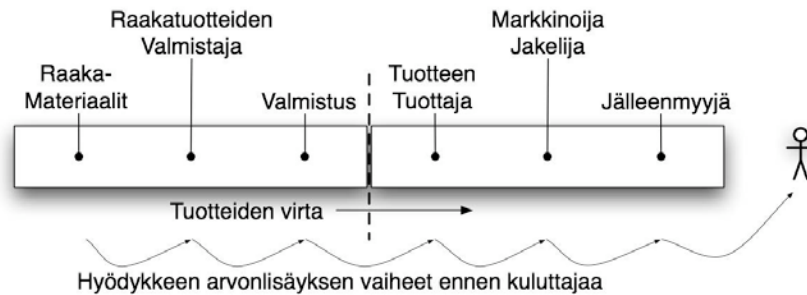 Raaka-
Materiaalit
Raakatuotteiden
Valmistaja
Valmistus
Tuotteen
Tuottaja
Markkinoija
Jakelija
Jälleenmyyjä
Tuotteiden virta
Hyödykkeen arvonlisäyksen vaiheet ennen kuluttajaa